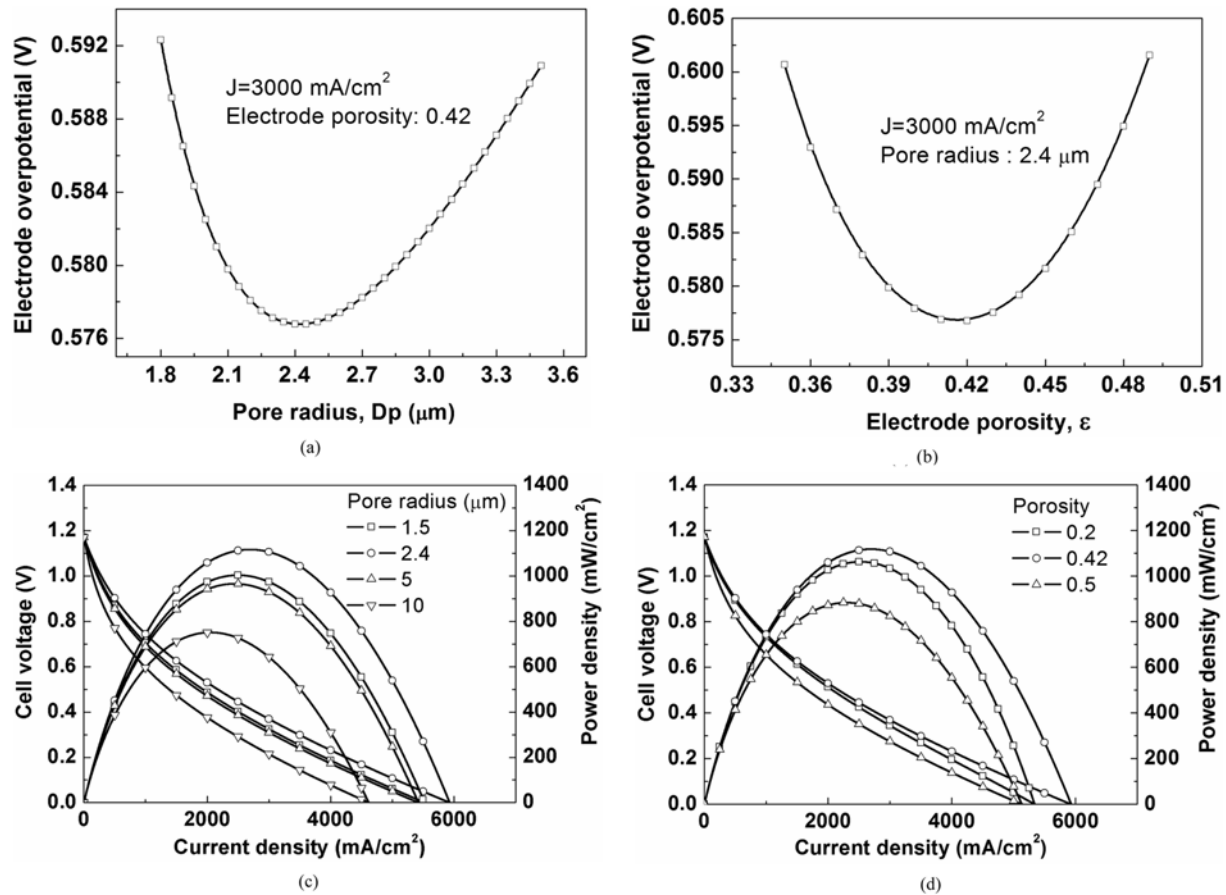 0.592
0.588
0.584
0.580
0.576
Electrode overpotential (V)
J=3000 mA/cm²
Electrode porosity: 0.42
1.8 2.1 2.4 2.7 3.0 3.3 3.6
Pore radius, Dp (μm)
(a)
0.605
0.600
0.595
0.590
0.585
0.580
0.575
Electrode overpotential (V)
J=3000 mA/cm²
Pore radius : 2.4 μm
0.33 0.36 0.39 0.42 0.45 0.48 0.51
Electrode porosity, ε
(b)
1.4
1.2
1.0
0.8
0.6
0.4
0.2
0.0
Cell voltage (V)
Pore radius (μm)
1.5
2.4
5
10
1400
1200
1000
800
600
400
200
0
Power density (mW/cm²)
0 2000 4000 6000
Current density (mA/cm²)
(c)
1.4
1.2
1.0
0.8
0.6
0.4
0.2
0.0
Cell voltage (V)
Porosity
0.2
0.42
0.5
1400
1200
1000
800
600
400
200
0
Power density (mW/cm²)
0 2000 4000 6000
Current density (mA/cm²)
(d)